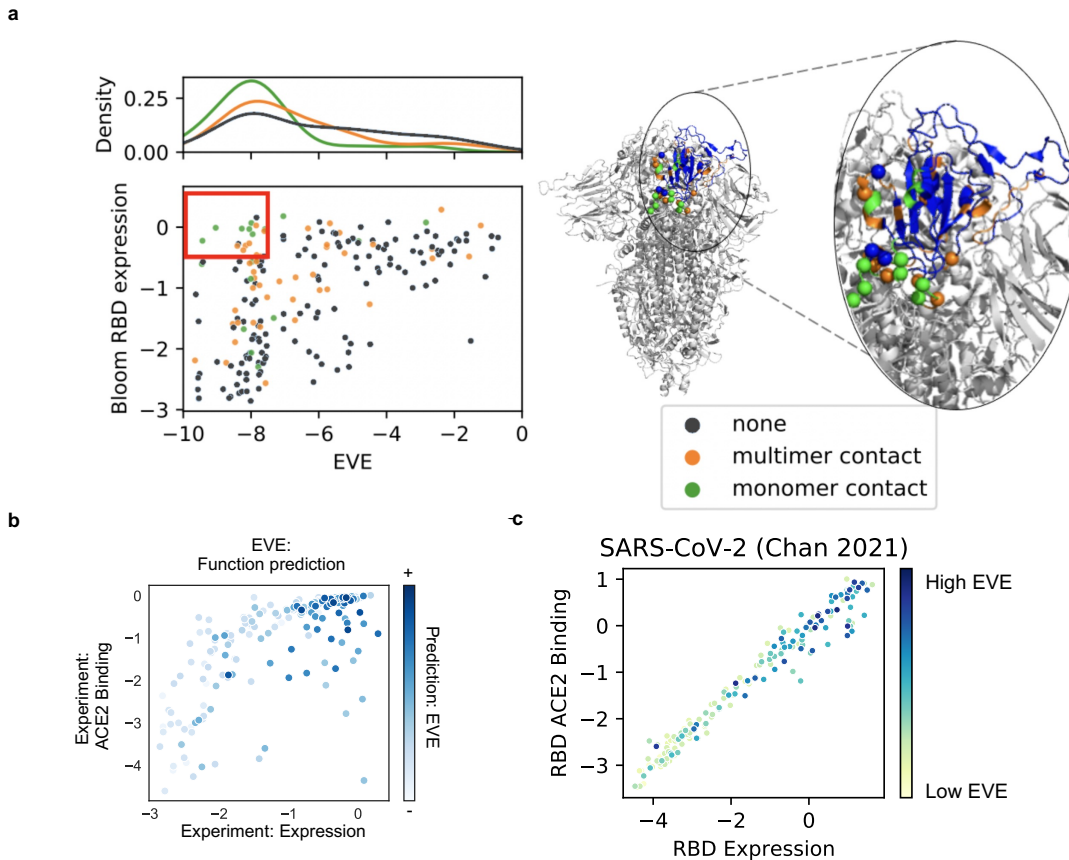 a
Density
0.25
0.00
Bloom RBD expression
0
−1
−2
−3
−10
−8
−6
−4
−2
0
EVE
none
multimer contact
monomer contact
b
EVE:
Function prediction
+
-
Prediction: EVE
Experiment:
ACE2 Binding
0
−1
−2
−3
−4
−3
−2
−1
0
Experiment: Expression
c
SARS-CoV-2 (Chan 2021)
RBD ACE2 Binding
1
0
−1
−2
−3
−4
−2
0
RBD Expression
High EVE
Low EVE